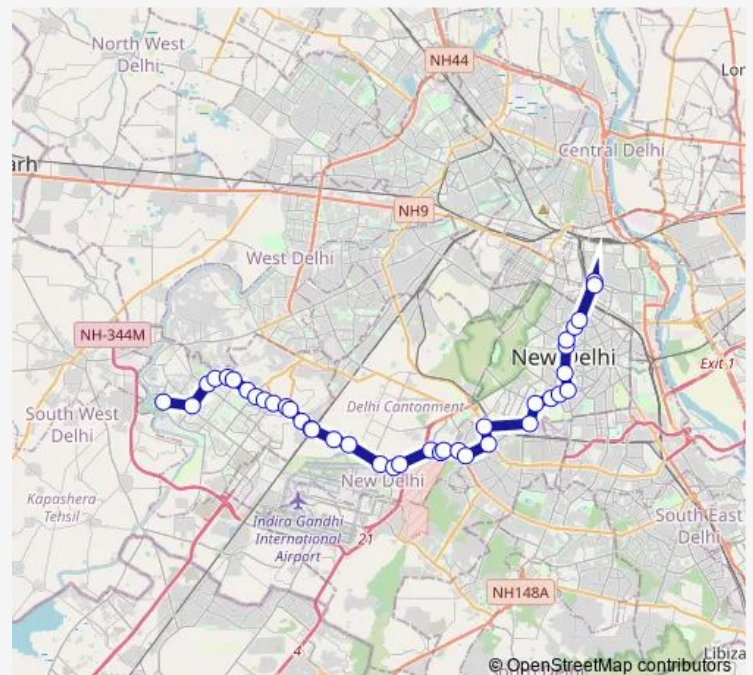 North West
Delhi
NH44
Lor
Central Delhi
arh
NH9
West Delhi
NH-344M
New Delhi
Exit 1
South West
Delhi
Delhi Cantonment
Kapashera
Tehsil
New Delhi
Indira Gandhi
International
Airport
21
South East
Delhi
NH148A
4
Libiza
© OpenStreetMap contributors